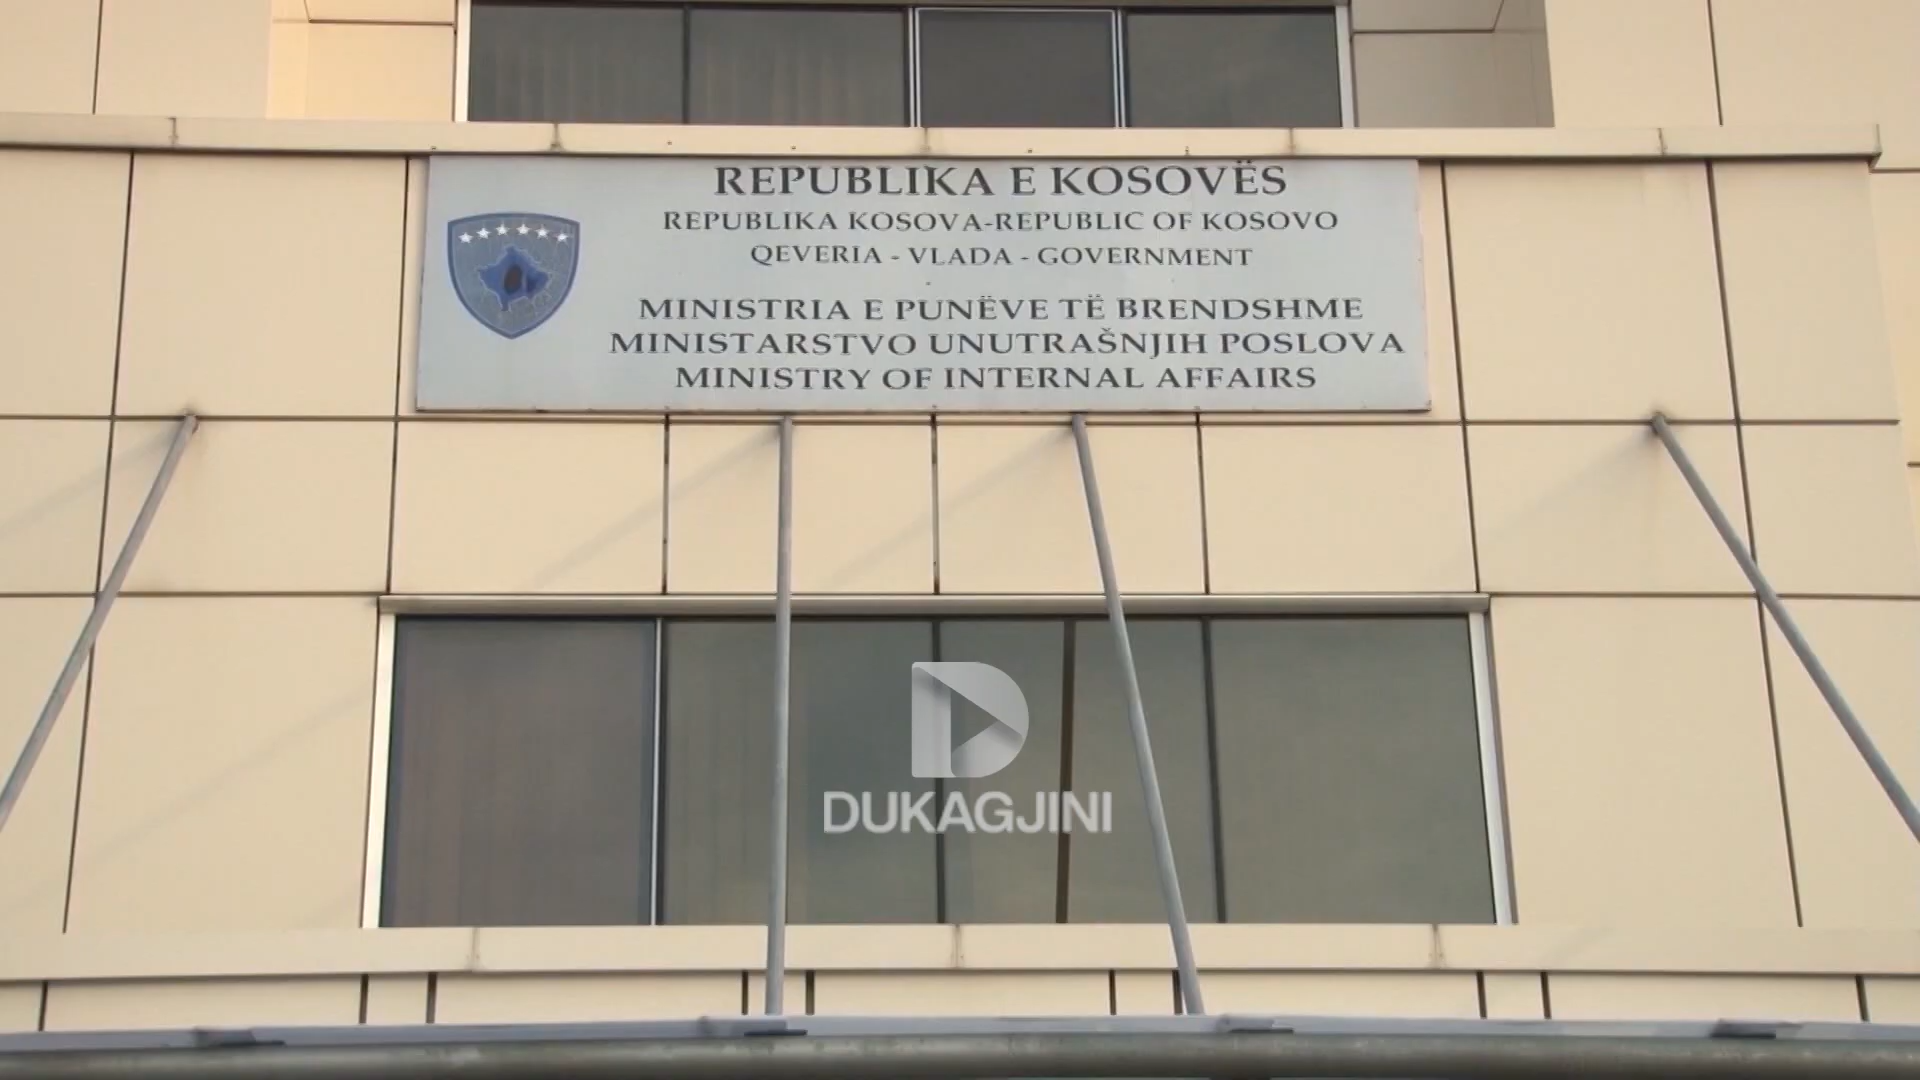 REPUBLIKA E KOSOVËS
REPUBLIKA KOSOVA-REPUBLIC OF KOSOVO
QEVERIA - VLADA - GOVERNMENT
MINISTRIA E PUNËVE TË BRENDSHME
MINISTARSTVO UNUTRAŠNJIH POSLOVA
MINISTRY OF INTERNAL AFFAIRS
DUKAGJINI